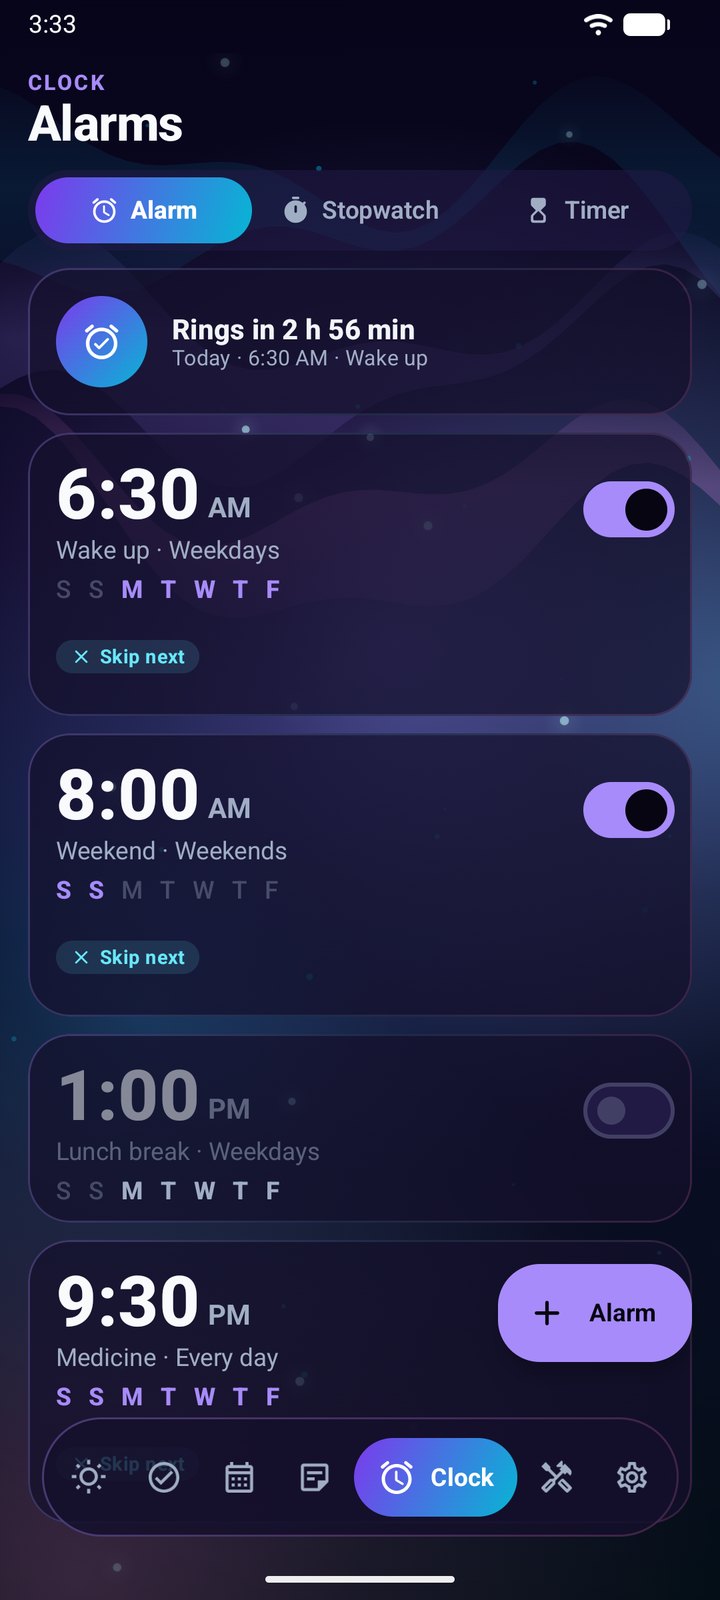 3:33
CLOCK
Alarms
Alarm Stopwatch Timer
Rings in 2 h 56 min
Today · 6:30 AM · Wake up
6:30 AM
Wake up · Weekdays
S S M T W T F
Skip next
8:00 AM
Weekend · Weekends
S S M T W T F
Skip next
1:00 PM
Lunch break · Weekdays
S S M T W T F
9:30 PM
Alarm
Medicine · Every day
S S M T W T F
Skip next
Clock